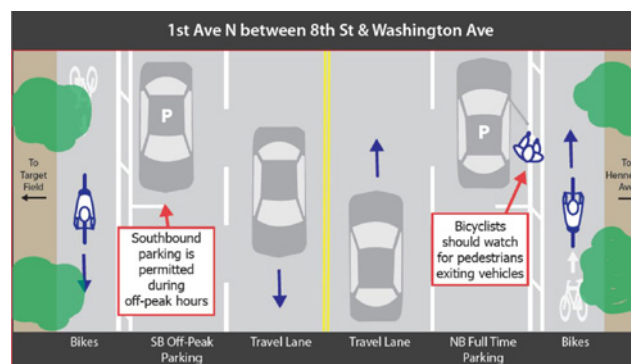 1st Ave N between 8th St & Washington Ave
P
P
To
Target
Field
To
Ave
Southbound
parking is
permitted
during
off-peak hours
Bicyclists
should watch
for pedestrians
exiting vehicles
Bikes
SB Off-Peak
Parking
Travel Lane
Travel Lane
NB Full Time
Parking
Bikes